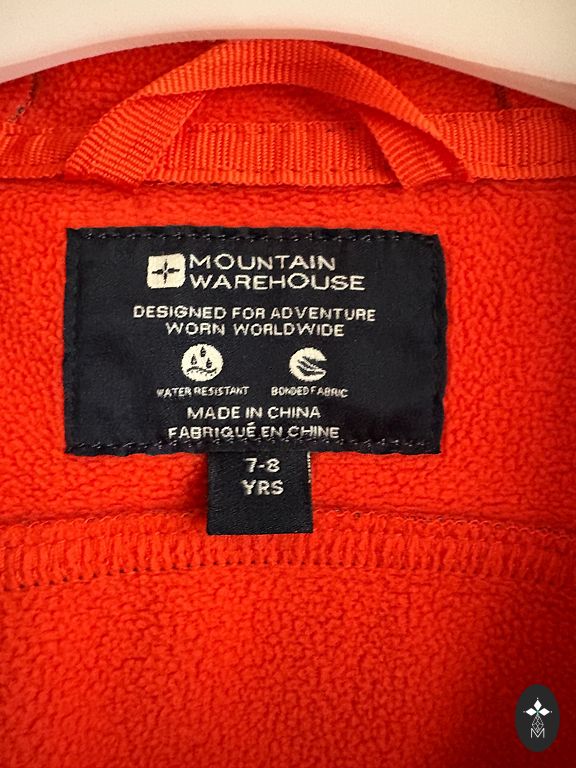 MOUNTAIN
WAREHOUSE
DESIGNED FOR ADVENTURE
WORN WORLDWIDE
WATER RESISTANT BONDED FABRIC
MADE IN CHINA
FABRIQUÉ EN CHINE
7-8
YRS
M